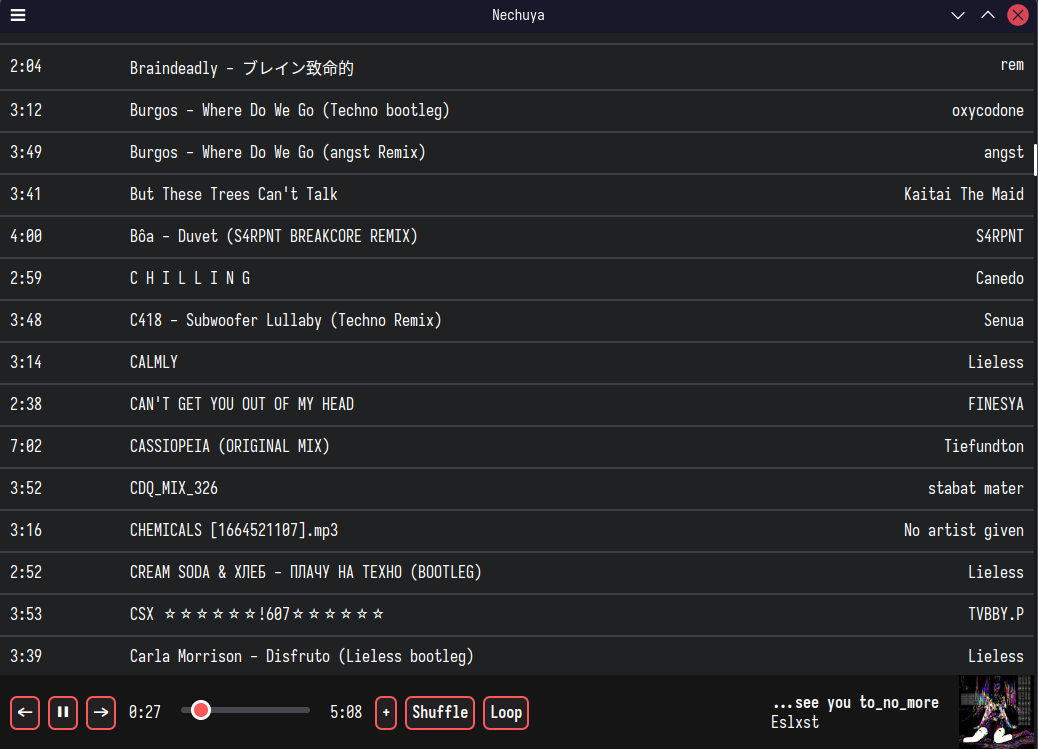 Nechuya
2:04 Braindeadly - ブレイン致命的 rem
3:12 Burgos - Where Do We Go (Techno bootleg) oxycodone
3:49 Burgos - Where Do We Go (angst Remix) angst
3:41 But These Trees Can't Talk Kaitai The Maid
4:00 Bôa - Duvet (S4RPNT BREAKCORE REMIX) S4RPNT
2:59 C H I L L I N G Canedo
3:48 C418 - Subwoofer Lullaby (Techno Remix) Senua
3:14 CALMLY Lieless
2:38 CAN'T GET YOU OUT OF MY HEAD FINESYA
7:02 CASSIOPEIA (ORIGINAL MIX) Tiefundton
3:52 CDQ_MIX_326 stabat mater
3:16 CHEMICALS [1664521107].mp3 No artist given
2:52 CREAM SODA & ХЛЕБ - ПЛАЧУ НА ТЕХНО (BOOTLEG) Lieless
3:53 CSX ☆☆☆☆☆☆!607☆☆☆☆☆☆ TVBBY.P
3:39 Carla Morrison - Disfruto (Lieless bootleg) Lieless
0:27 5:08 + Shuffle Loop
...see you to_no_more
Eslxst